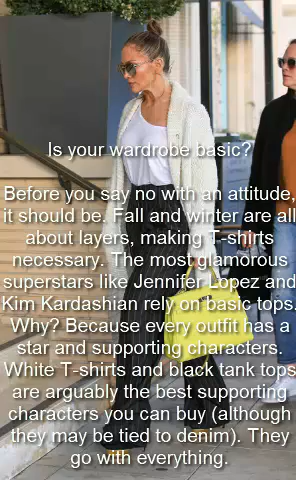 Is your wardrobe basic?
Before you say no with an attitude,
it should be. Fall and winter are all
about layers, making T-shirts
necessary. The most glamorous
superstars like Jennifer Lopez and
Kim Kardashian rely on basic tops.
Why? Because every outfit has a
star and supporting characters.
White T-shirts and black tank tops
are arguably the best supporting
characters you can buy (although
they may be tied to denim). They
go with everything.